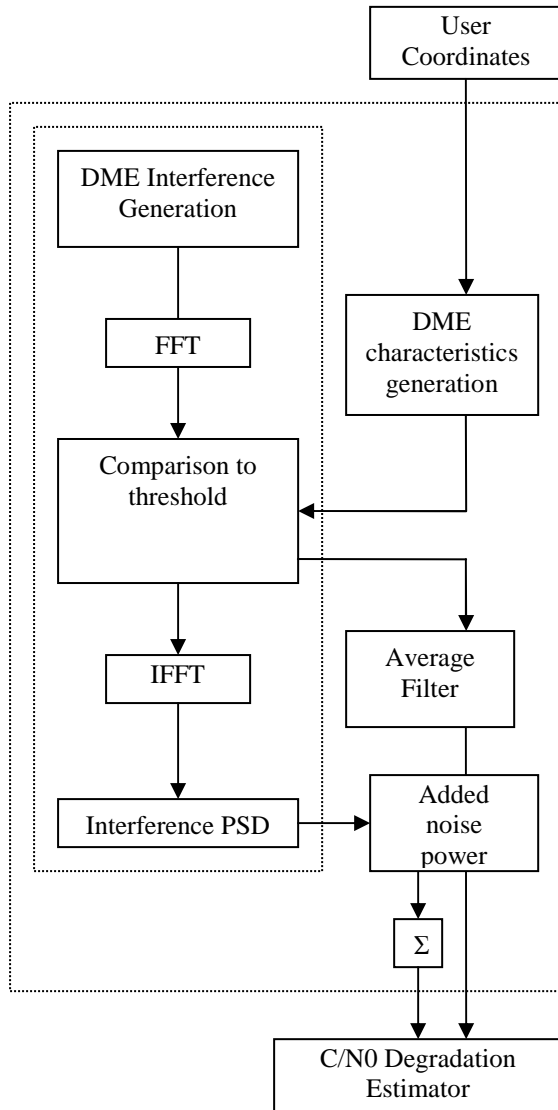 User
Coordinates
DME Interference
Generation
FFT
DME
characteristics
generation
Comparison to
threshold
IFFT
Average
Filter
Interference PSD
Added
noise
power
Σ
C/N0 Degradation
Estimator